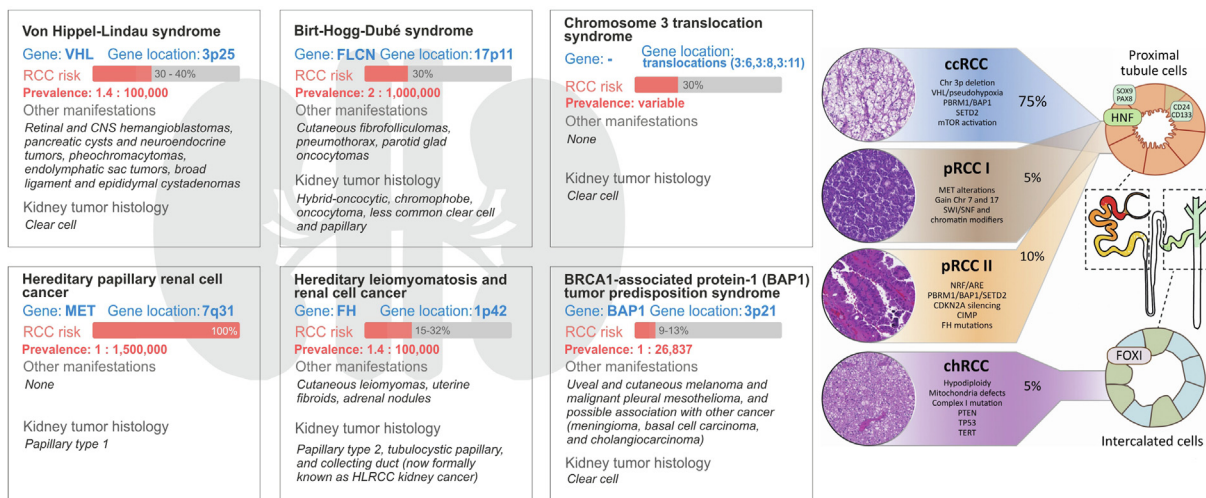 Von Hippel-Lindau syndrome
Gene: VHL Gene location: 3p25
RCC risk 30 - 40%
Prevalence: 1.4 : 100,000
Other manifestations
Retinal and CNS hemangioblastomas,
pancreatic cysts and neuroendocrine
tumors, pheochromacytomas,
endolymphatic sac tumors, broad
ligament and epididymal cystadenomas
Kidney tumor histology
Clear cell
Birt-Hogg-Dubé syndrome
Gene: FLCN Gene location: 17p11
RCC risk 30%
Prevalence: 2 : 1,000,000
Other manifestations
Cutaneous fibrofolliculomas,
pneumothorax, parotid glad
oncocytomas
Kidney tumor histology
Hybrid-oncocytic, chromophobe,
oncocytoma, less common clear cell
and papillary
Chromosome 3 translocation
syndrome
Gene: - Gene location:
translocations (3:6,3:8,3:11)
RCC risk 30%
Prevalence: variable
Other manifestations
None
Kidney tumor histology
Clear cell
Hereditary papillary renal cell
cancer
Gene: MET Gene location: 7q31
RCC risk 100%
Prevalence: 1 : 1,500,000
Other manifestations
None
Kidney tumor histology
Papillary type 1
Hereditary leiomyomatosis and
renal cell cancer
Gene: FH Gene location: 1p42
RCC risk 15-32%
Prevalence: 1.4 : 100,000
Other manifestations
Cutaneous leiomyomas, uterine
fibroids, adrenal nodules
Kidney tumor histology
Papillary type 2, tubulocystic papillary,
and collecting duct (now formally
known as HLRCC kidney cancer)
BRCA1-associated protein-1 (BAP1)
tumor predisposition syndrome
Gene: BAP1 Gene location: 3p21
RCC risk 9-13%
Prevalence: 1 : 26,837
Other manifestations
Uveal and cutaneous melanoma and
malignant pleural mesothelioma, and
possible association with other cancer
(meningioma, basal cell carcinoma,
and cholangiocarcinoma)
Kidney tumor histology
Clear cell
ccRCC
Chr 3p deletion
VHL/pseudohypoxia
PBRM1/BAP1
SETD2
mTOR activation
75%
pRCC I
MET alterations
Gain Chr 7 and 17
SWI/SNF and
chromatin modifiers
5%
pRCC II
NRF/ARE
PBRM1/BAP1/SETD2
CDKN2A silencing
CIMP
FH mutations
10%
chRCC
Hypodiploidy
Mitochondria defects
Complex I mutation
PTEN
TP53
TERT
5%
Proximal
tubule cells
SOX9
PAX8
HNF
CD24
CD133
FOXI
Intercalated cells